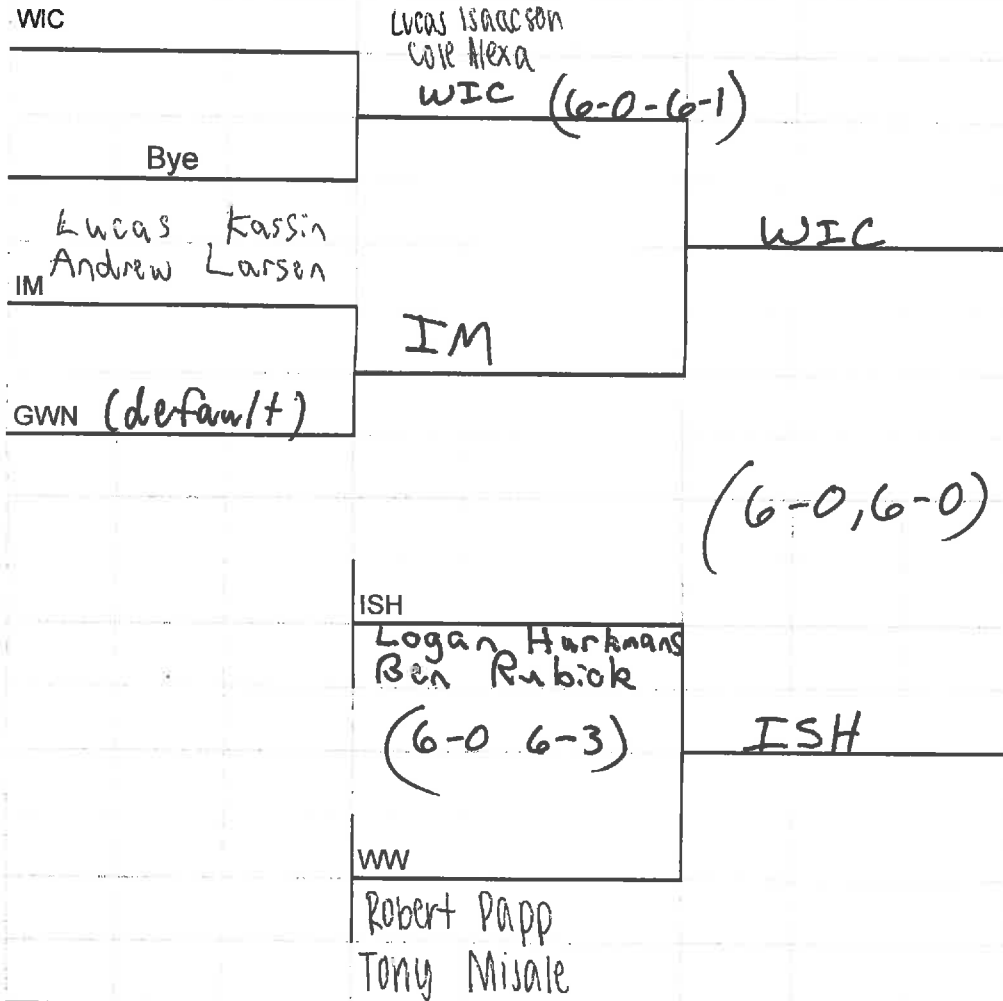 WIC
Lucas Isaacson
Cole Alexa
WIC (6-0-6-1)
Bye
Lucas Kassin
Andrew Larsen
IM
WIC
IM
GWN (default)
(6-0, 6-0)
ISH
Logan Harkmans
Ben Rubick
(6-0 6-3)
ISH
WW
Robert Papp
Tony Misale